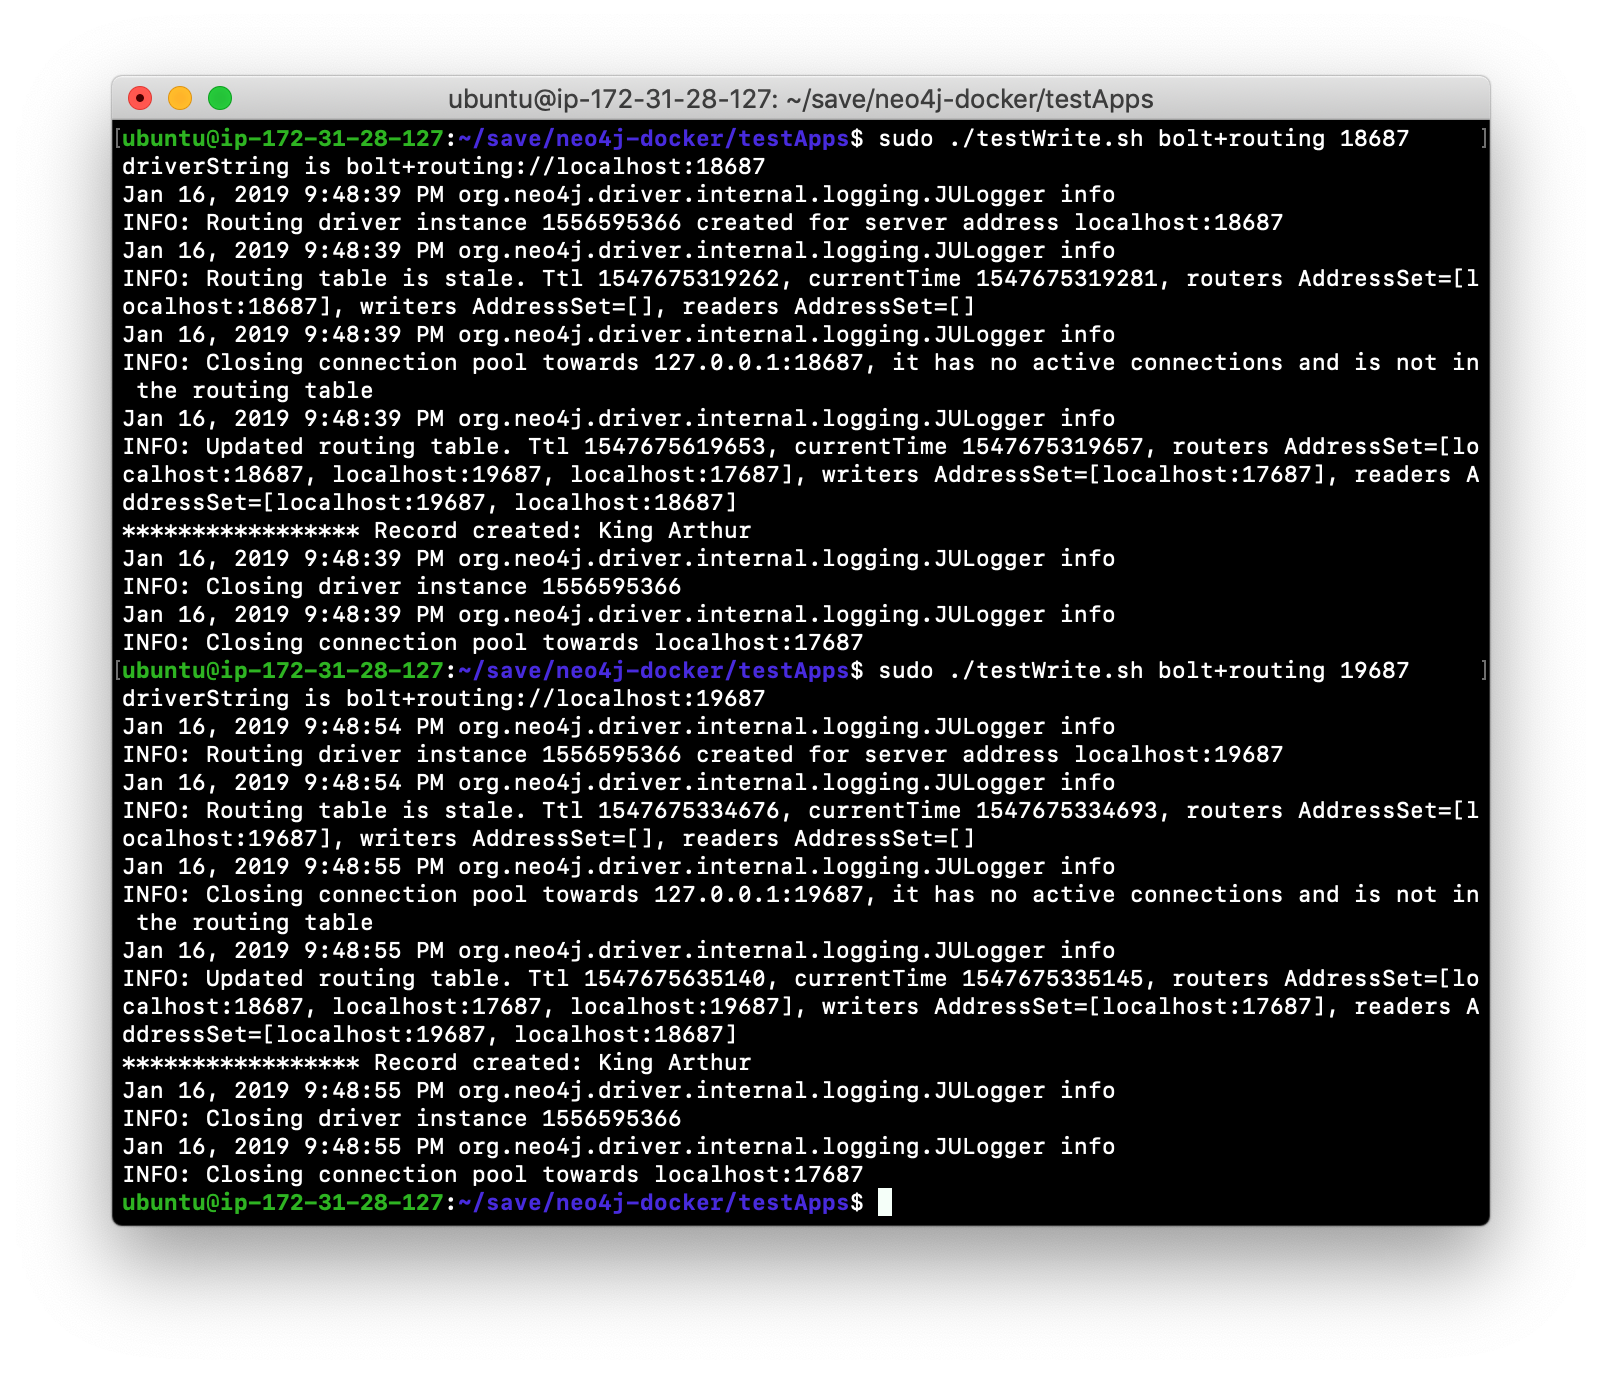 ubuntu@ip-172-31-28-127: ~/save/neo4j-docker/testApps
[ubuntu@ip-172-31-28-127:~/save/neo4j-docker/testApps$ sudo ./testWrite.sh bolt+routing 18687 ]
driverString is bolt+routing://localhost:18687
Jan 16, 2019 9:48:39 PM org.neo4j.driver.internal.logging.JULogger info
INFO: Routing driver instance 1556595366 created for server address localhost:18687
Jan 16, 2019 9:48:39 PM org.neo4j.driver.internal.logging.JULogger info
INFO: Routing table is stale. Ttl 1547675319262, currentTime 1547675319281, routers AddressSet=[l
ocalhost:18687], writers AddressSet=[], readers AddressSet=[]
Jan 16, 2019 9:48:39 PM org.neo4j.driver.internal.logging.JULogger info
INFO: Closing connection pool towards 127.0.0.1:18687, it has no active connections and is not in
 the routing table
Jan 16, 2019 9:48:39 PM org.neo4j.driver.internal.logging.JULogger info
INFO: Updated routing table. Ttl 1547675619653, currentTime 1547675319657, routers AddressSet=[lo
calhost:18687, localhost:19687, localhost:17687], writers AddressSet=[localhost:17687], readers A
ddressSet=[localhost:19687, localhost:18687]
***************** Record created: King Arthur
Jan 16, 2019 9:48:39 PM org.neo4j.driver.internal.logging.JULogger info
INFO: Closing driver instance 1556595366
Jan 16, 2019 9:48:39 PM org.neo4j.driver.internal.logging.JULogger info
INFO: Closing connection pool towards localhost:17687
[ubuntu@ip-172-31-28-127:~/save/neo4j-docker/testApps$ sudo ./testWrite.sh bolt+routing 19687 ]
driverString is bolt+routing://localhost:19687
Jan 16, 2019 9:48:54 PM org.neo4j.driver.internal.logging.JULogger info
INFO: Routing driver instance 1556595366 created for server address localhost:19687
Jan 16, 2019 9:48:54 PM org.neo4j.driver.internal.logging.JULogger info
INFO: Routing table is stale. Ttl 1547675334676, currentTime 1547675334693, routers AddressSet=[l
ocalhost:19687], writers AddressSet=[], readers AddressSet=[]
Jan 16, 2019 9:48:55 PM org.neo4j.driver.internal.logging.JULogger info
INFO: Closing connection pool towards 127.0.0.1:19687, it has no active connections and is not in
 the routing table
Jan 16, 2019 9:48:55 PM org.neo4j.driver.internal.logging.JULogger info
INFO: Updated routing table. Ttl 1547675635140, currentTime 1547675335145, routers AddressSet=[lo
calhost:18687, localhost:17687, localhost:19687], writers AddressSet=[localhost:17687], readers A
ddressSet=[localhost:19687, localhost:18687]
***************** Record created: King Arthur
Jan 16, 2019 9:48:55 PM org.neo4j.driver.internal.logging.JULogger info
INFO: Closing driver instance 1556595366
Jan 16, 2019 9:48:55 PM org.neo4j.driver.internal.logging.JULogger info
INFO: Closing connection pool towards localhost:17687
ubuntu@ip-172-31-28-127:~/save/neo4j-docker/testApps$